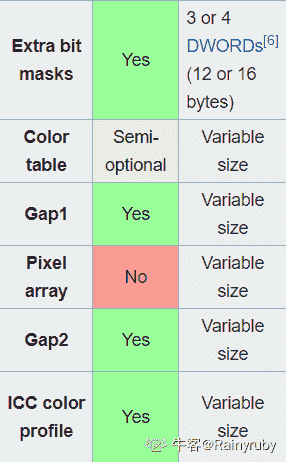 Extra bit masks
Yes
3 or 4 DWORDs[6] (12 or 16 bytes)
Color table
Semi-optional
Variable size
Gap1
Yes
Variable size
Pixel array
No
Variable size
Gap2
Yes
Variable size
ICC color profile
Yes
Variable size
牛客@Rainyruby